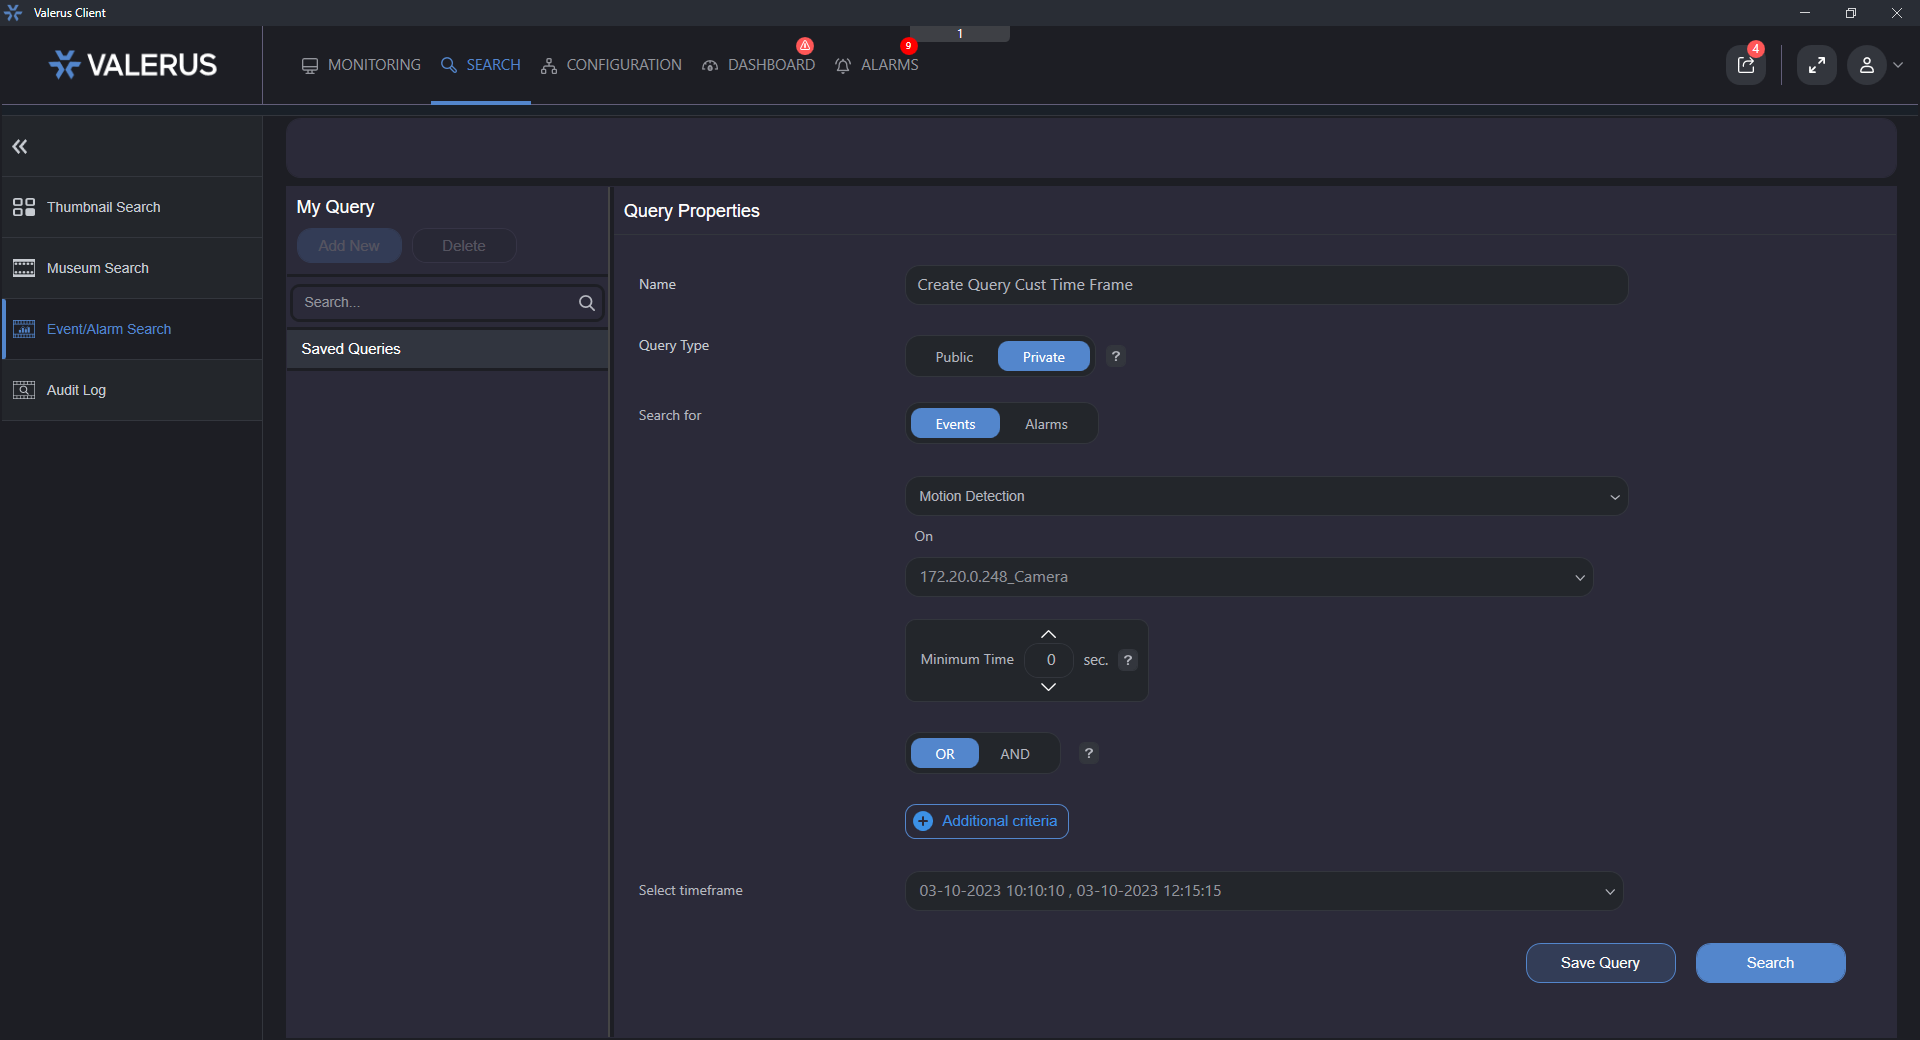 Valerus Client
1
VALERUS
MONITORING
SEARCH
CONFIGURATION
DASHBOARD
9
ALARMS
4
Thumbnail Search
Museum Search
Event/Alarm Search
Audit Log
My Query
Add New
Delete
Search...
Saved Queries
Query Properties
Name
Create Query Cust Time Frame
Query Type
Public
Private
?
Search for
Events
Alarms
Motion Detection
On
172.20.0.248_Camera
Minimum Time
0
sec.
?
OR
AND
?
Additional criteria
Select timeframe
03-10-2023 10:10:10 , 03-10-2023 12:15:15
Save Query
Search